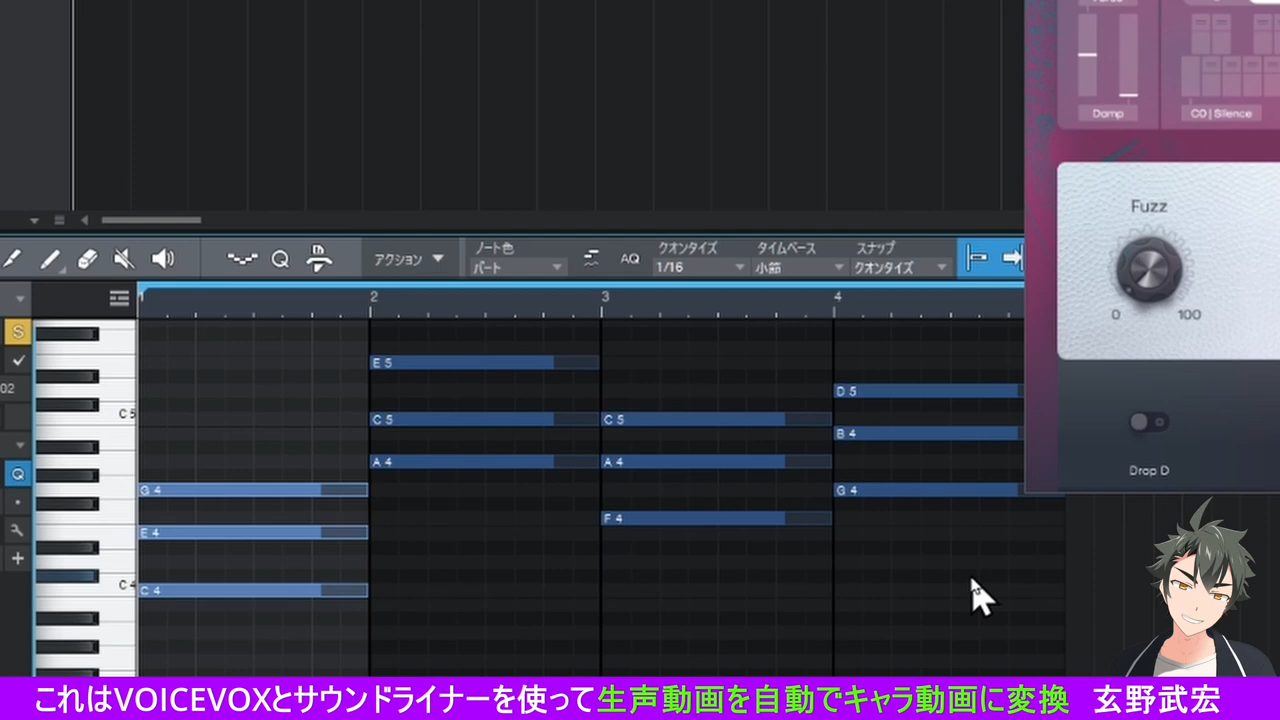 Damp
C0 | Silence
Fuzz
0 100
Drop D
アクション
ノート色
パート
AQ
クオンタイズ
1/16
タイムベース
小節
スナップ
クオンタイズ
Q
1 2 3 4
S
02
Q
C 5
C 4
E 5
D 5
C 5 C 5
B 4
A 4 A 4
G 4 G 4
F 4
E 4
C 4
これはVOICEVOXとサウンドライナーを使って生声動画を自動でキャラ動画に変換 玄野武宏